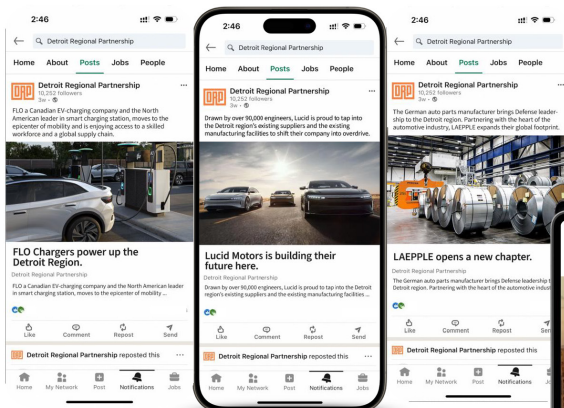 2:46
Detroit Regional Partnership
Home About Posts Jobs People
DRP
Detroit Regional Partnership
10,252 followers
3w •
FLO a Canadian EV-charging company and the North
American leader in smart charging station, moves to the
epicenter of mobility and is enjoying access to a skilled
workforce and a global supply chain.
FLO Chargers power up the
Detroit Region.
Detroit Regional Partnership
FLO a Canadian EV-charging company and the North American leader
in smart charging station, moves to the epicenter of mobility ...
Like Comment Repost Send
Detroit Regional Partnership reposted this
Home My Network Post Notifications Jobs
2:46
Detroit Regional Partnership
Home About Posts Jobs People
DRP
Detroit Regional Partnership
10,252 followers
3w •
Drawn by over 90,000 engineers, Lucid is proud to tap into
the Detroit region's existing suppliers and the existing
manufacturing facilities to shift their company into overdrive.
Lucid Motors is building their
future here.
Detroit Regional Partnership
Drawn by over 90,000 engineers, Lucid is proud to tap into the Detroit
region's existing suppliers and the existing manufacturing facilities ...
Like Comment Repost Send
Detroit Regional Partnership reposted this
Home My Network Post Notifications Jobs
2:46
Detroit Regional Partnership
Home About Posts Jobs People
DRP
Detroit Regional Partnership
10,252 followers
3w •
The German auto parts manufacturer brings Defense leader-
ship to the Detroit region. Partnering with the heart of the
automotive industry, LAEPPLE expands their global footprint.
LAEPPLE opens a new chapter.
Detroit Regional Partnership
The German auto parts manufacturer brings Defense leadership
Detroit region. Partnering with the heart of the automotive
Like Comment Repost
Detroit Regional Partnership reposted this
Home My Network Post Notifications